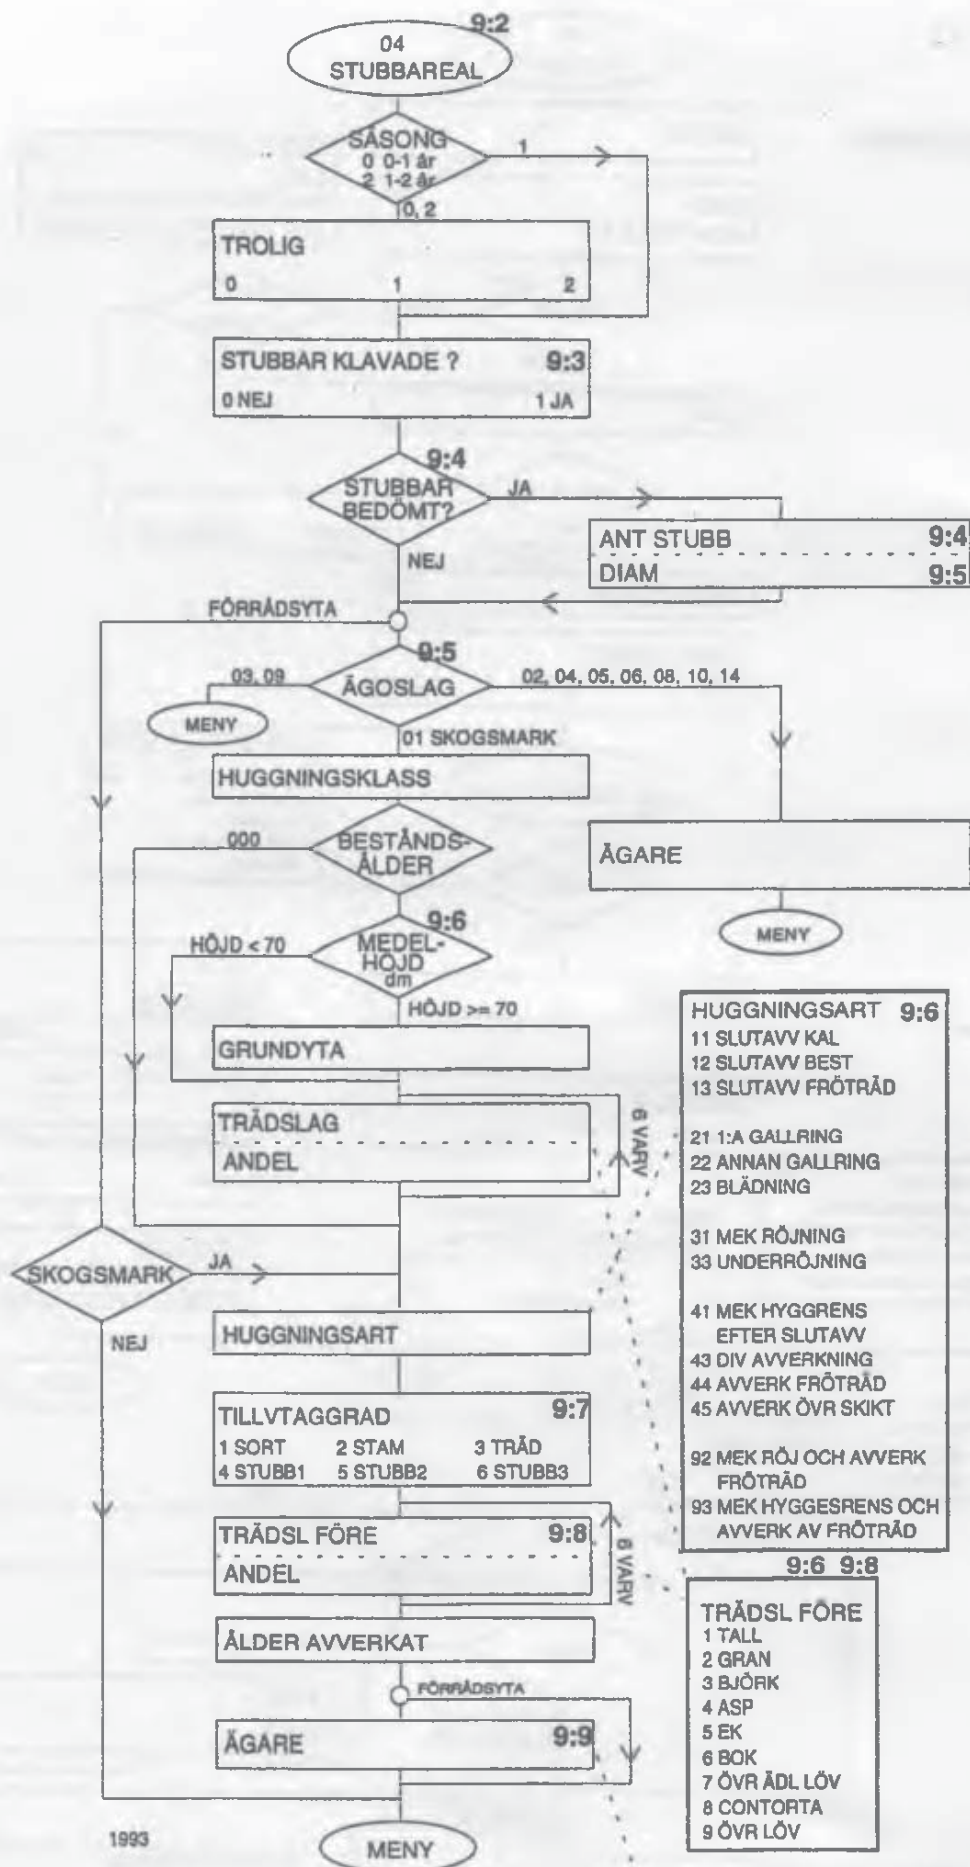 9:2
04
STUBBAREAL
SÄSONG
0 0-1 år
2 1-2 år
1
0, 2
TROLIG
0 1 2
STUBBAR KLAVADE ? 9:3
0 NEJ 1 JA
9:4
STUBBAR
BEDÖMT?
JA
NEJ
ANT STUBB 9:4
DIAM 9:5
FÖRRÅDSYTA
9:5
ÄGOSLAG
03, 09
02, 04, 05, 06, 08, 10, 14
MENY
01 SKOGSMARK
HUGGNINGSKLASS
000
BESTÅNDS-
ÅLDER
ÄGARE
MENY
9:6
HÖJD < 70
MEDEL-
HÖJD
dm
HÖJD >= 70
GRUNDYTA
TRÄDSLAG
ANDEL
6 VARV
HUGGNINGSART 9:6
11 SLUTAVV KAL
12 SLUTAVV BEST
13 SLUTAVV FRÖTRÄD
21 1:A GALLRING
22 ANNAN GALLRING
23 BLÄDNING
31 MEK RÖJNING
33 UNDERRÖJNING
41 MEK HYGGRENS
EFTER SLUTAVV
43 DIV AVVERKNING
44 AVVERK FRÖTRÄD
45 AVVERK ÖVR SKIKT
92 MEK RÖJ OCH AVVERK
FRÖTRÄD
93 MEK HYGGESRENS OCH
AVVERK AV FRÖTRÄD
SKOGSMARK
JA
NEJ
HUGGNINGSART
TILLVTAGGRAD 9:7
1 SORT 2 STAM 3 TRÄD
4 STUBB1 5 STUBB2 6 STUBB3
TRÄDSL FÖRE 9:8
ANDEL
6 VARV
ÅLDER AVVERKAT
FÖRRÅDSYTA
ÄGARE 9:9
MENY
9:6 9:8
TRÄDSL FÖRE
1 TALL
2 GRAN
3 BJÖRK
4 ASP
5 EK
6 BOK
7 ÖVR ÄDL LÖV
8 CONTORTA
9 ÖVR LÖV
1993